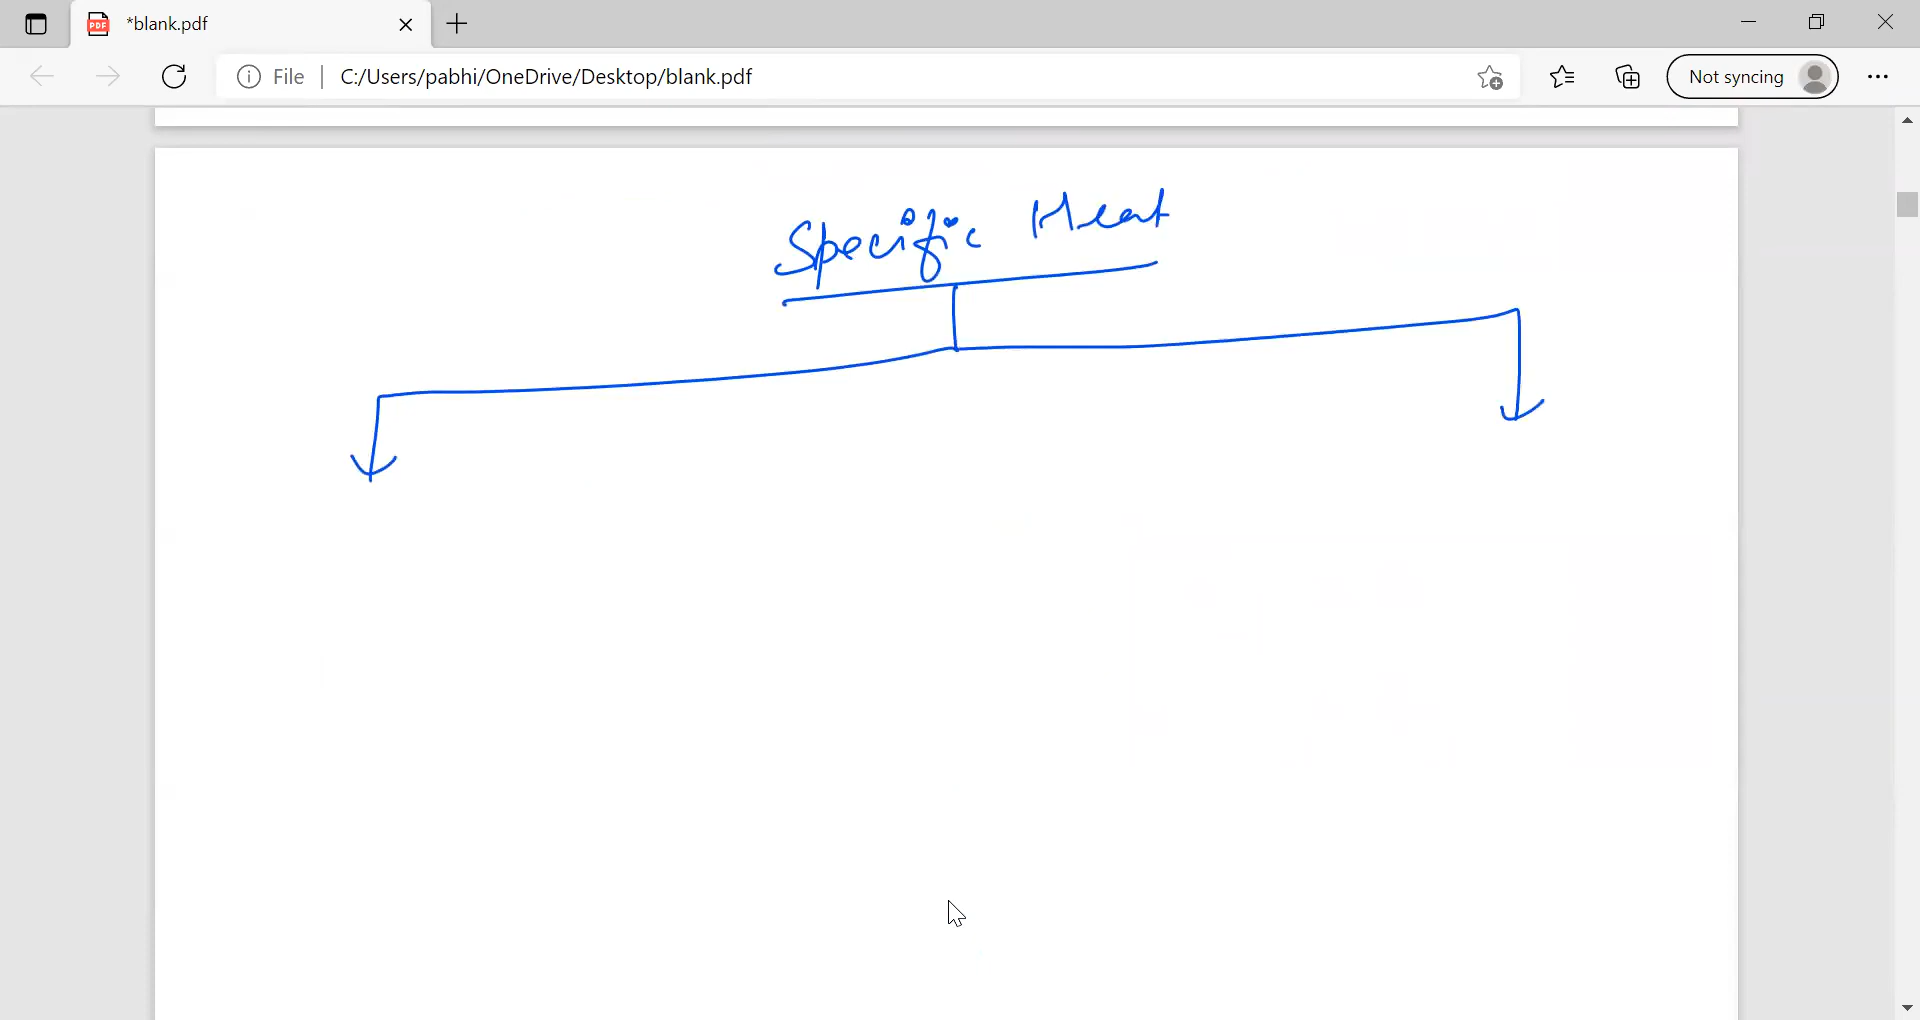 *blank.pdf
File
C:/Users/pabhi/OneDrive/Desktop/blank.pdf
Not syncing
Specific Heat